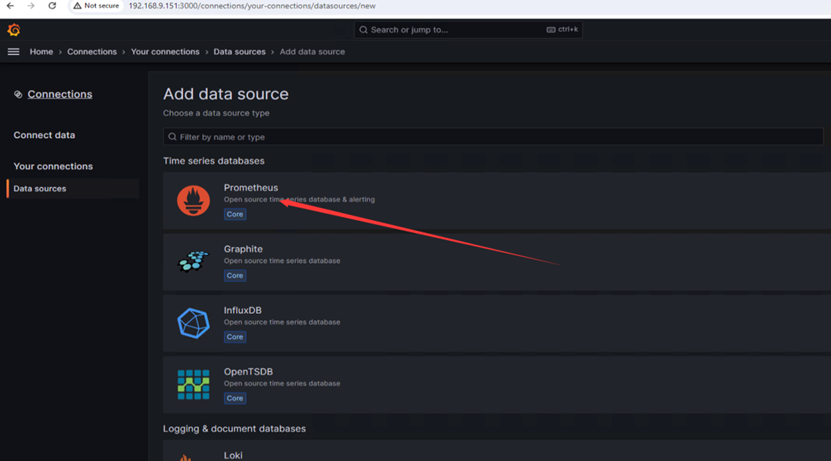 Not secure 192.168.9.151:3000/connections/your-connections/datasources/new
Search or jump to... ctrl+k
Home › Connections › Your connections › Data sources › Add data source
Connections
Connect data
Your connections
Data sources
Add data source
Choose a data source type
Filter by name or type
Time series databases
Prometheus
Open source time series database & alerting
Core
Graphite
Open source time series database
Core
InfluxDB
Open source time series database
Core
OpenTSDB
Open source time series database
Core
Logging & document databases
Loki